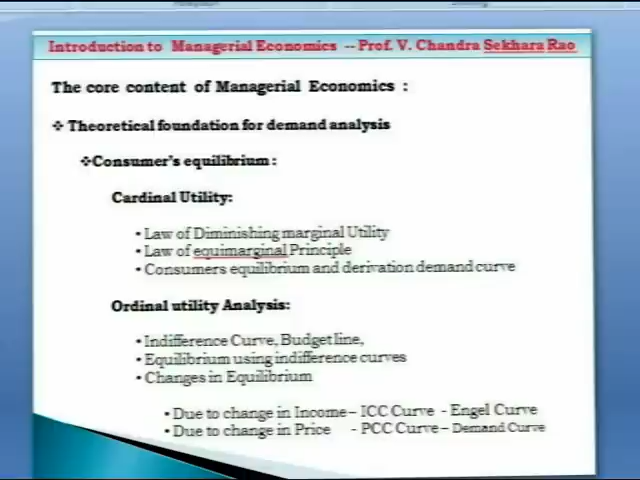 Introduction to Managerial Economics --Prof. V. Chandra Sekhara Rao
The core content of Managerial Economics :
❖ Theoretical foundation for demand analysis
❖Consumer's equilibrium :
Cardinal Utility:
• Law of Diminishing marginal Utility
• Law of equimarginal Principle
• Consumers equilibrium and derivation demand curve
Ordinal utility Analysis:
• Indifference Curve, Budget line,
• Equilibrium using indifference curves
• Changes in Equilibrium
• Due to change in Income – ICC Curve - Engel Curve
• Due to change in Price - PCC Curve – Demand Curve